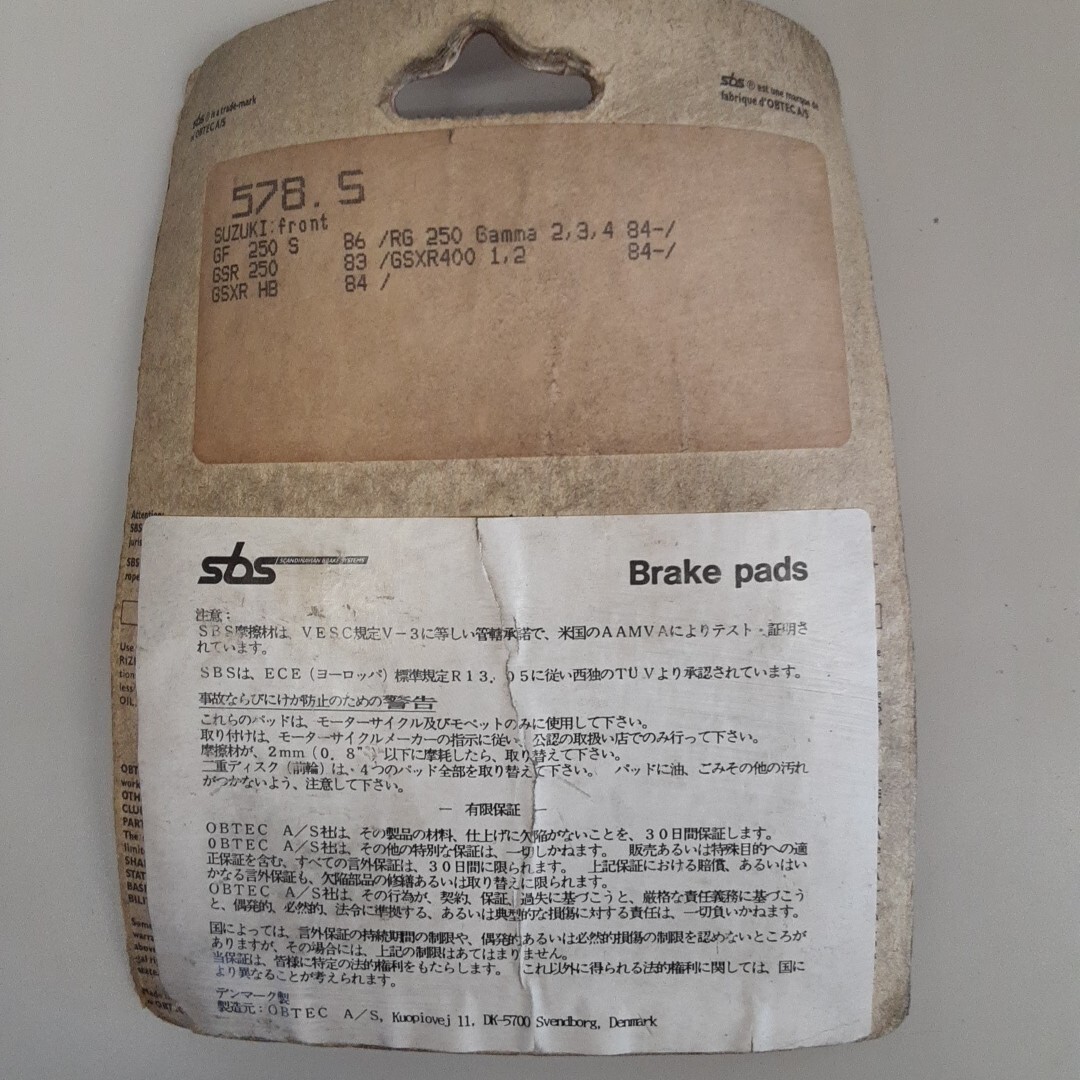 sbs ® is a trade-mark
of OBTEC A/S
sbs ® est une marque de
fabrique d'OBTEC A/S
578.S
SUZUKI:front
GF 250 S 86 /RG 250 Gamma 2,3,4 84-/
GSR 250 83 /GSXR400 1,2 84-/
GSXR HB 84 /
Attention:
SBS
juris
SBS
rope
sbs SCANDINAVIAN BRAKE SYSTEMS
Brake pads
注意:
SBS摩擦材は、VESC規定V-3に等しい管轄承諾で、米国のAAMVAによりテスト・証明さ
れています。
SBSは、ECE(ヨーロッパ)標準規定R13.05に従い西独のTUVより承認されています。
事故ならびにけが防止のための警告
これらのパッドは、モーターサイクル及びモペットのみに使用して下さい。
取り付けは、モーターサイクルメーカーの指示に従い、公認の取扱い店でのみ行って下さい。
摩擦材が、2mm(0.8")以下に摩耗したら、取り替えて下さい。
二重ディスク(前輪)は、4つのパッド全部を取り替えて下さい。 パッドに油、ごみその他の汚れ
がつかないよう、注意して下さい。
― 有限保証 ―
OBTEC A/S社は、その製品の材料、仕上げに欠陥がないことを、30日間保証します。
OBTEC A/S社は、その他の特別な保証は、一切しかねます。 販売あるいは特殊目的への適
正保証を含む、すべての言外保証は、30日間に限られます。 上記保証における賠償、あるいはい
かなる言外保証も、欠陥部品の修繕あるいは取り替えに限られます。
OBTEC A/S社は、その行為が、契約、保証、過失に基づこうと、厳格な責任義務に基づこう
と、偶発的、必然的、法令に準拠する、あるいは典型的な損傷に対する責任は、一切負いかねます。
国によっては、言外保証の持続期間の制限や、偶発的あるいは必然的損傷の制限を認めないところが
ありますが、その場合には、上記の制限はあてはまりません。
当保証は、皆様に特定の法的権利をもたらします。 これ以外に得られる法的権利に関しては、国に
より異なることが考えられます。
デンマーク製
製造元:OBTEC A/S, Kuopiovej 11, DK-5700 Svendborg, Denmark
Use
RIZI
tion
less
OIL,
OBT
work
OTH
CLU
PART
The
limit
SHA
STAT
BASI
BILI
Some
warra
above